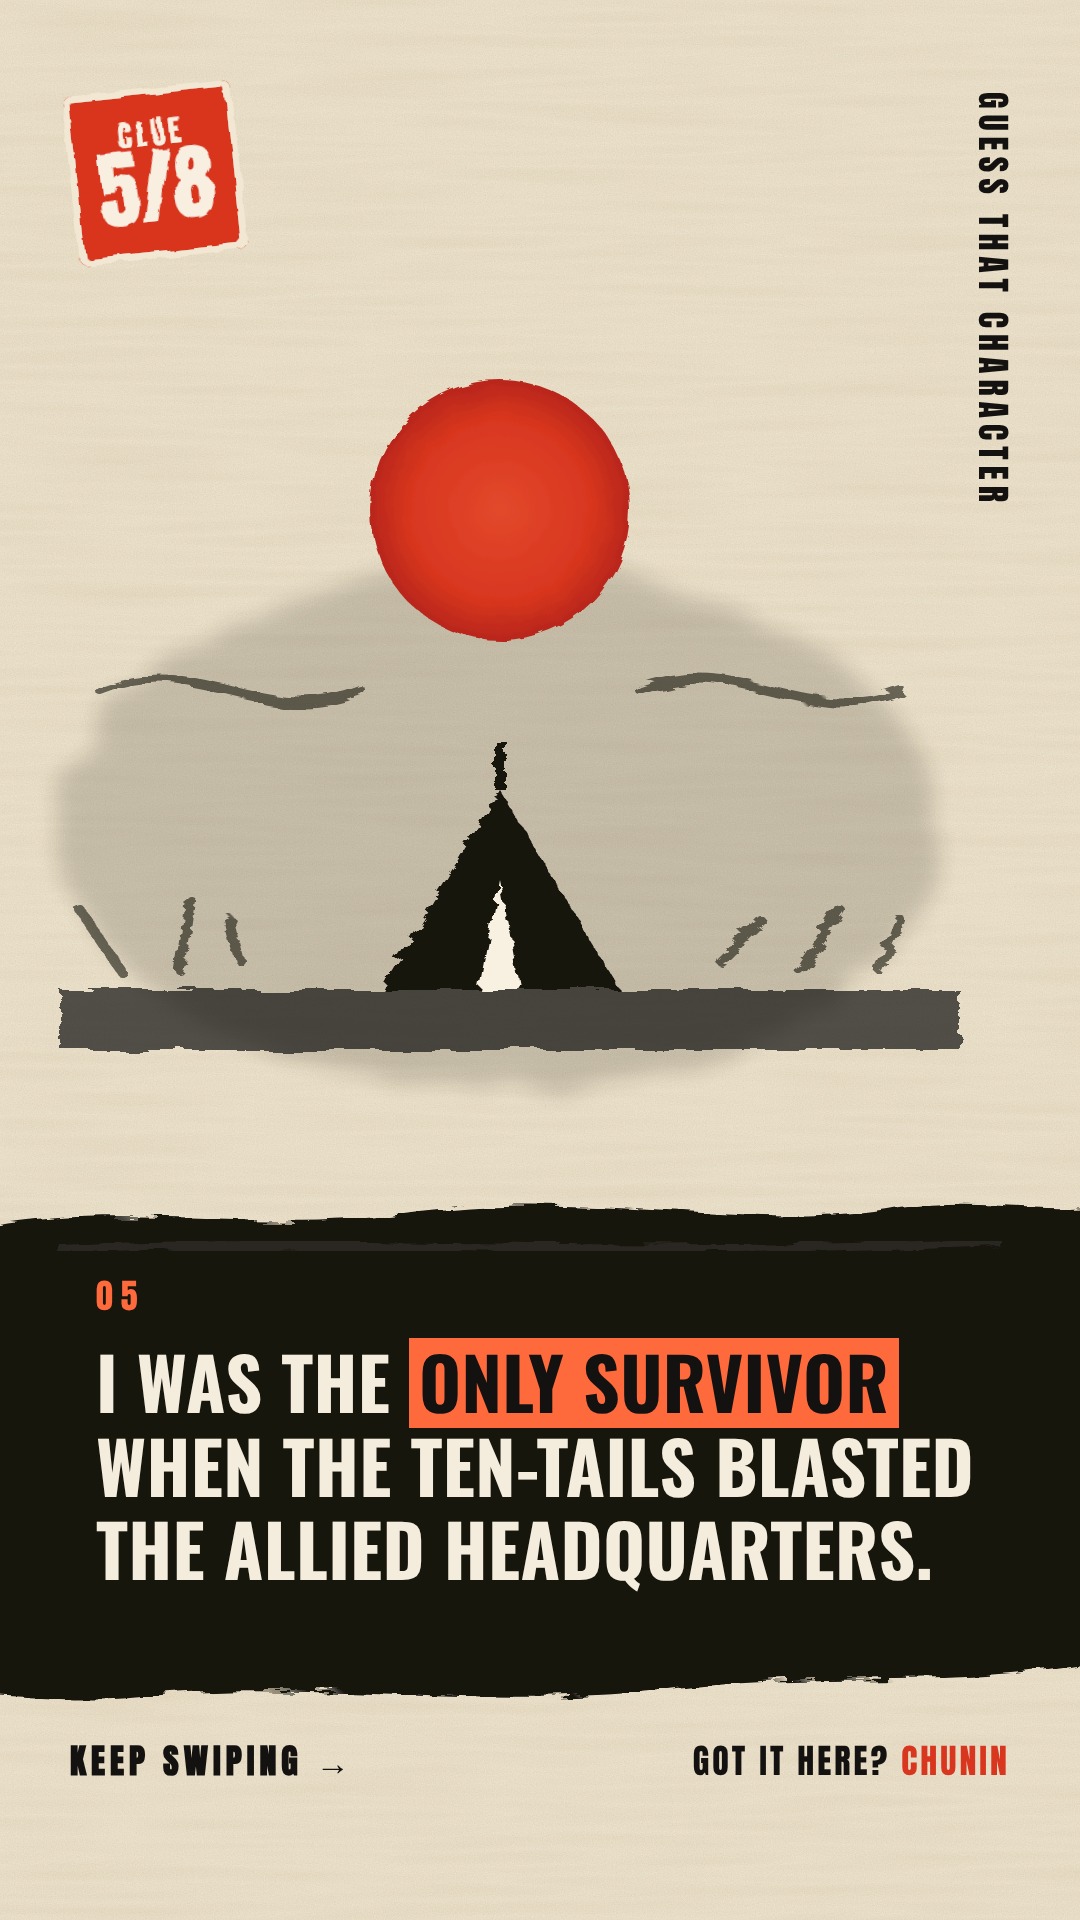 CLUE
5/8
GUESS THAT CHARACTER
05
I WAS THE ONLY SURVIVOR
WHEN THE TEN-TAILS BLASTED
THE ALLIED HEADQUARTERS.
KEEP SWIPING →
GOT IT HERE? CHUNIN